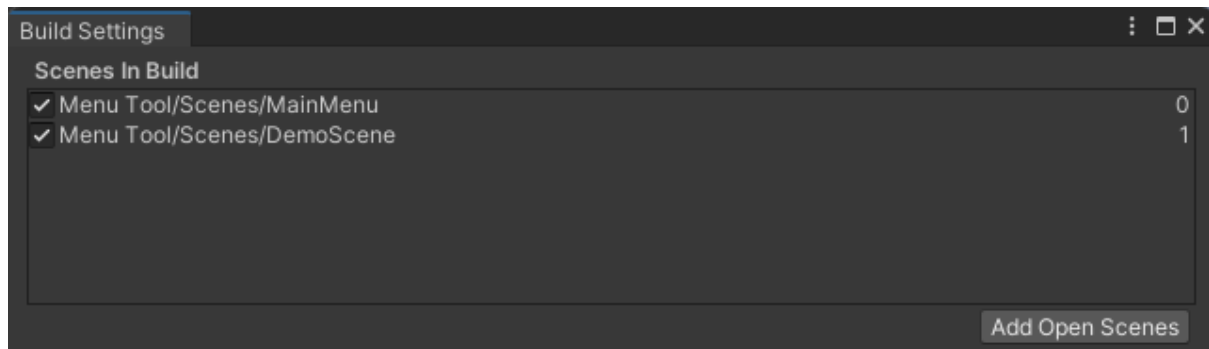 Build Settings
Scenes In Build
Menu Tool/Scenes/MainMenu 0
Menu Tool/Scenes/DemoScene 1
Add Open Scenes